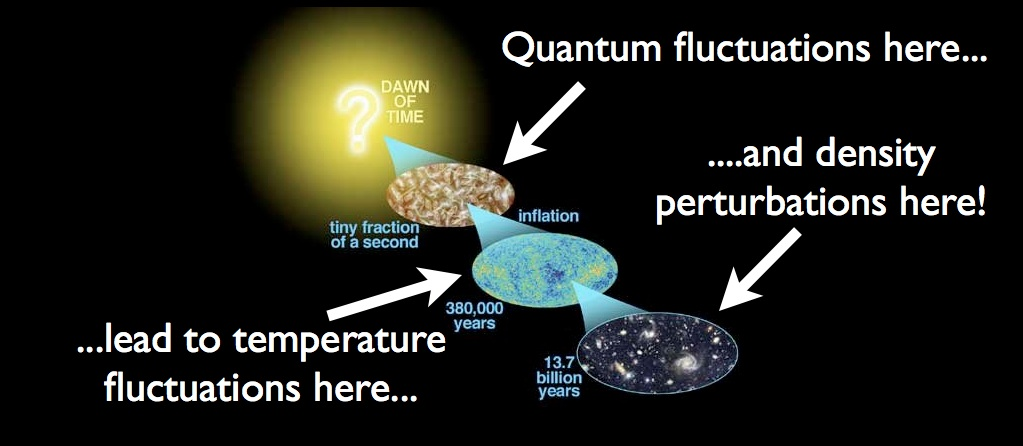 Quantum fluctuations here...
?
DAWN
OF
TIME
....and density
perturbations here!
inflation
tiny fraction
of a second
380,000
years
...lead to temperature
fluctuations here...
13.7
billion
years